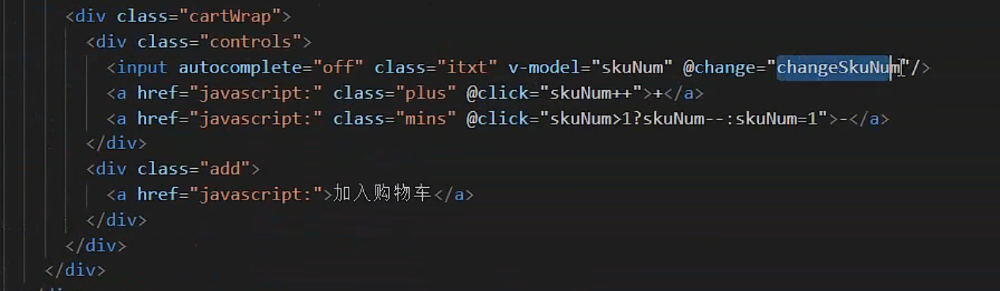 <div class="cartWrap">
<div class="controls">
<input autocomplete="off" class="itxt" v-model="skuNum" @change="changeSkuNum"/>
<a href="javascript:" class="plus" @click="skuNum++">+</a>
<a href="javascript:" class="mins" @click="skuNum>1?skuNum--:skuNum=1">-</a>
</div>
<div class="add">
<a href="javascript:">加入购物车</a>
</div>
</div>
</div>